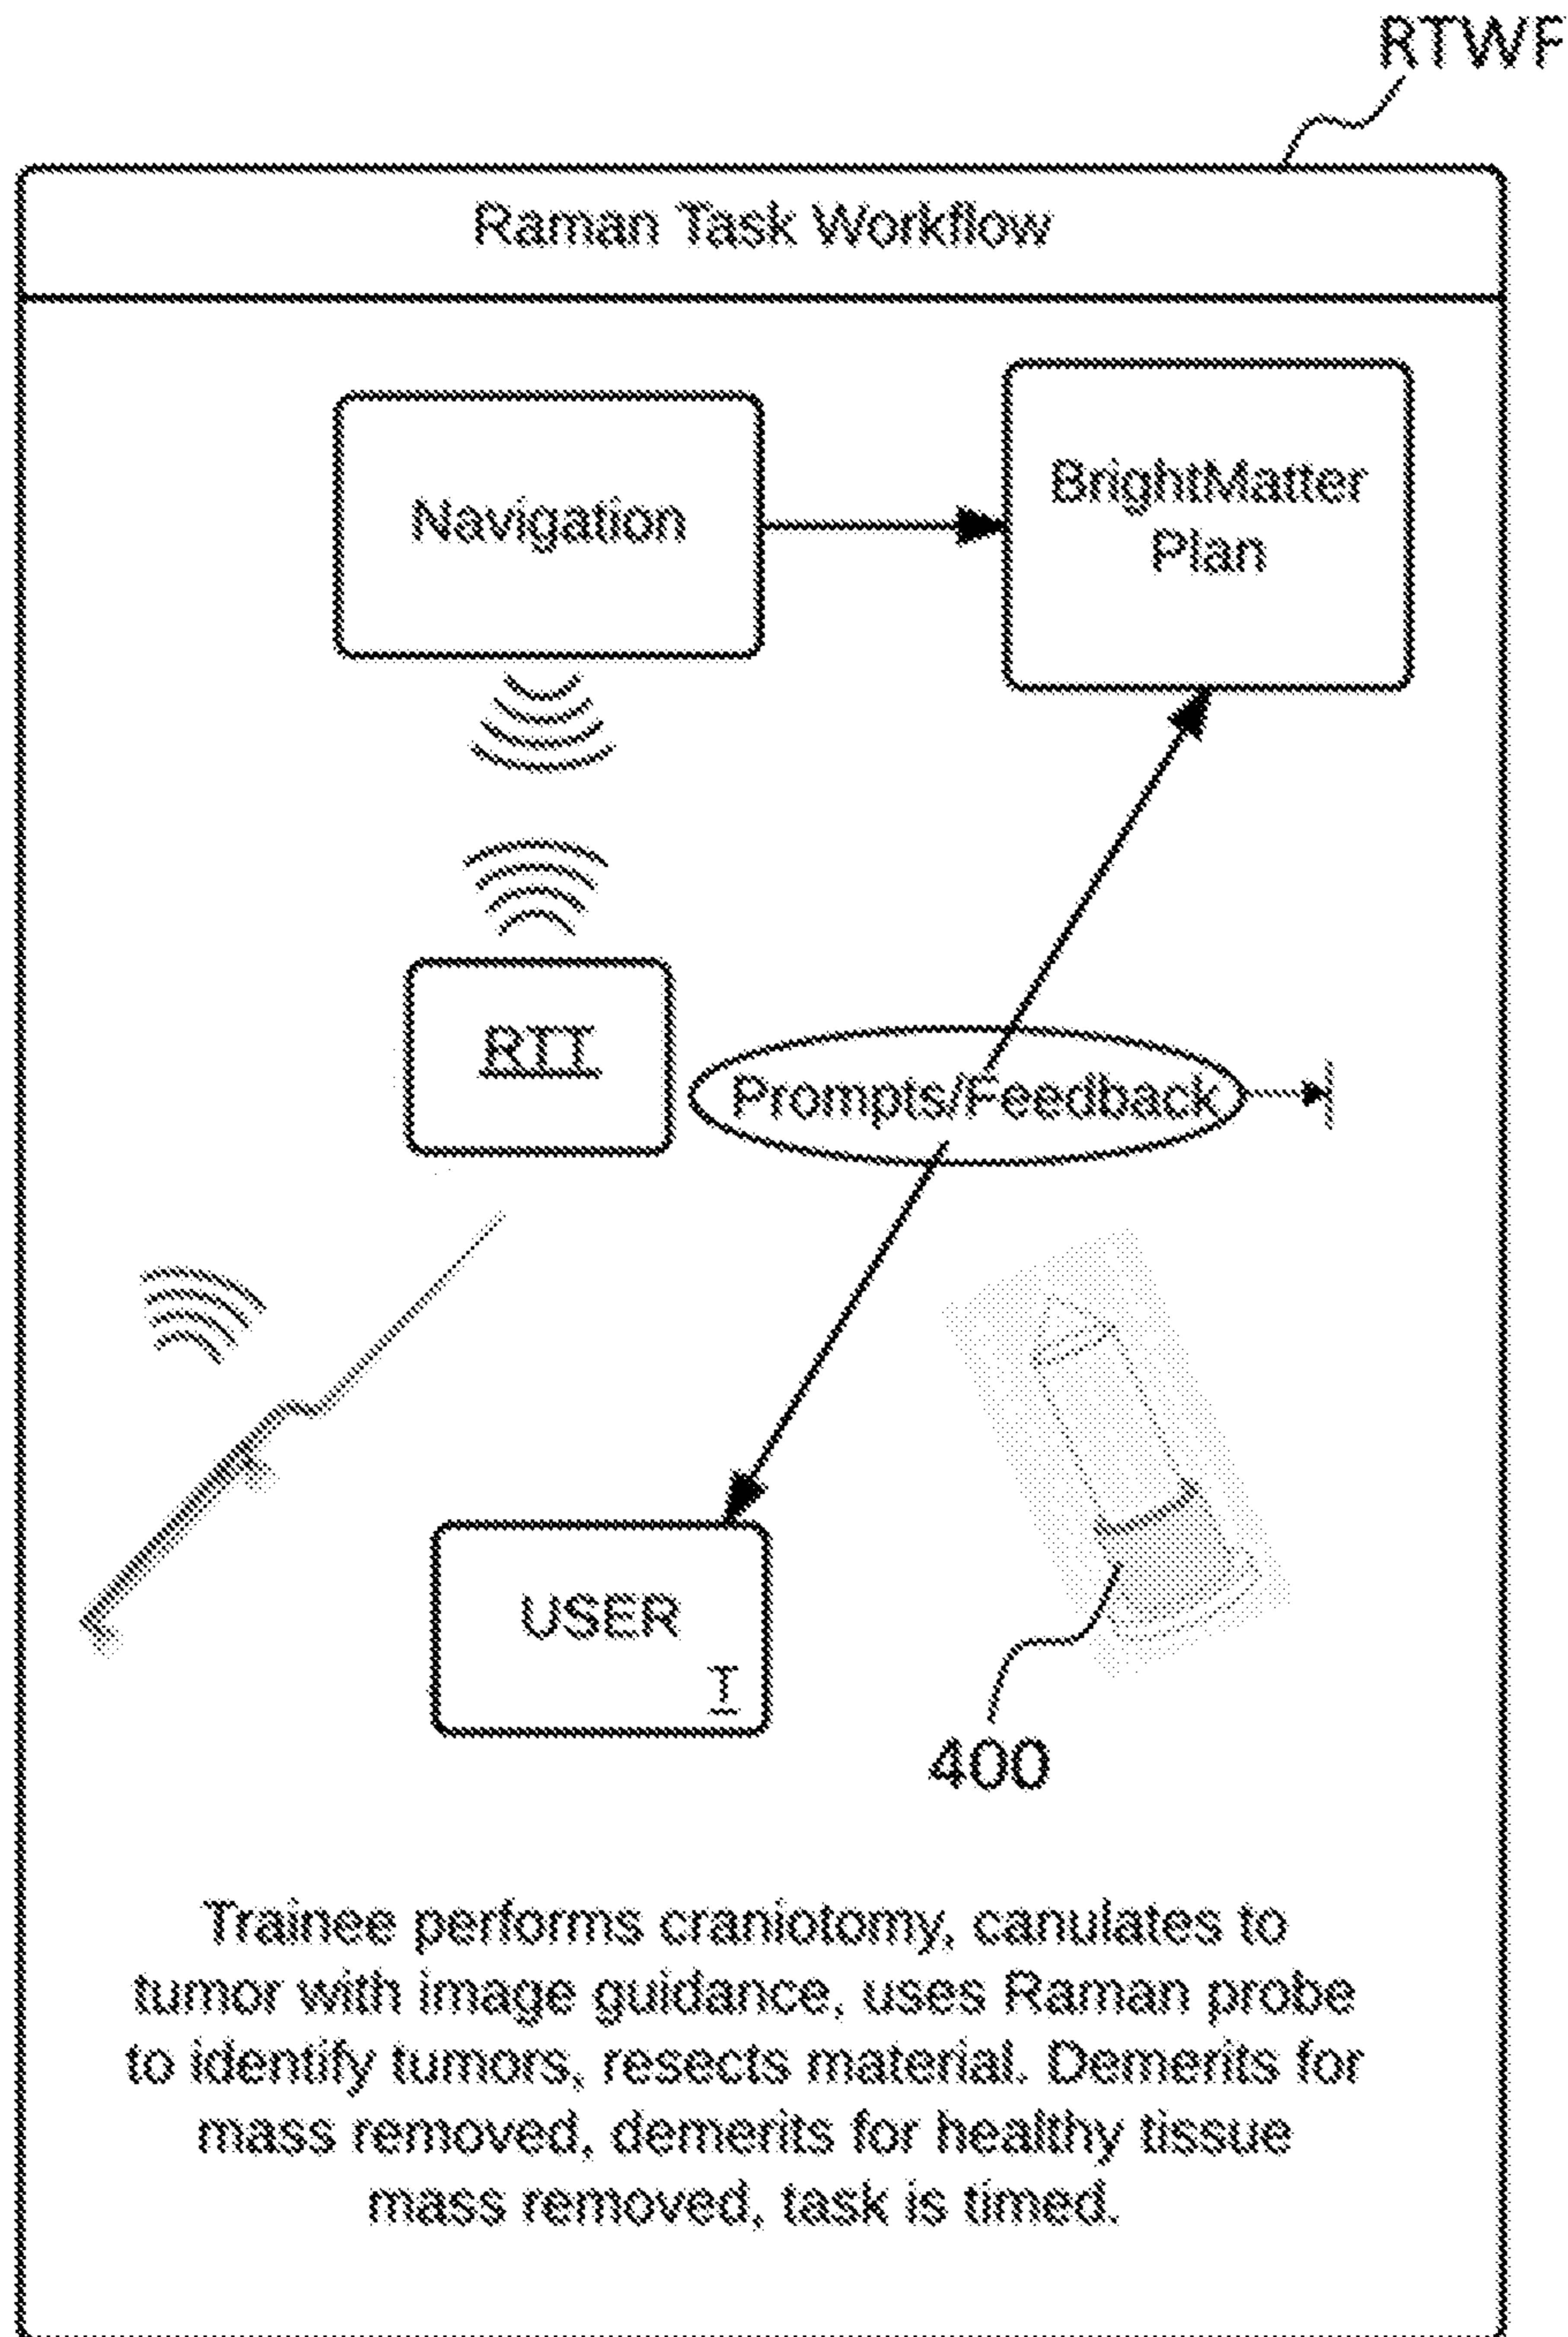 RTWF
Raman Task Workflow
Navigation
BrightMatter
Plan
RTT
Prompts/Feedback
USER
T
400
Trainee performs craniotomy, canulates to
tumor with image guidance, uses Raman probe
to identify tumors, resects material. Demerits for
mass removed, demerits for healthy tissue
mass removed, task is timed.